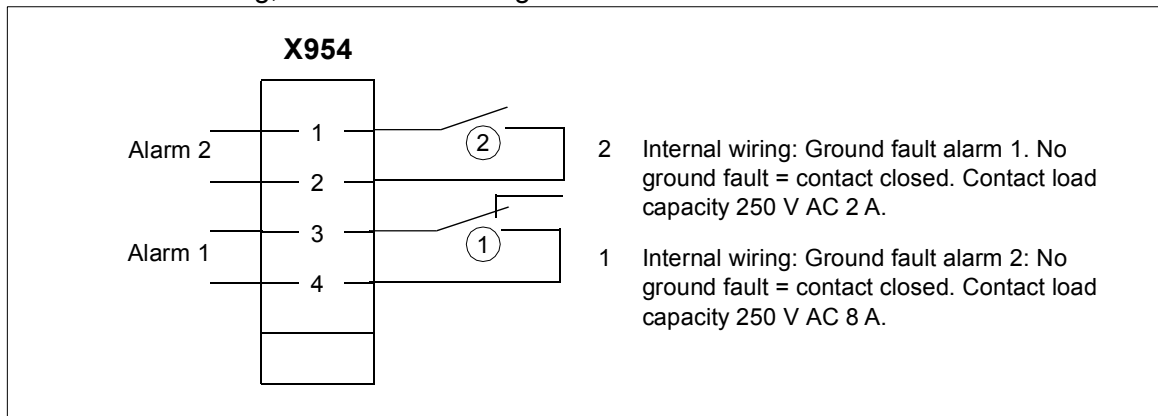 X954
Alarm 2
1
2
Alarm 1
3
4
2
1
2 Internal wiring: Ground fault alarm 1. No
ground fault = contact closed. Contact load
capacity 250 V AC 2 A.
1 Internal wiring: Ground fault alarm 2: No
ground fault = contact closed. Contact load
capacity 250 V AC 8 A.